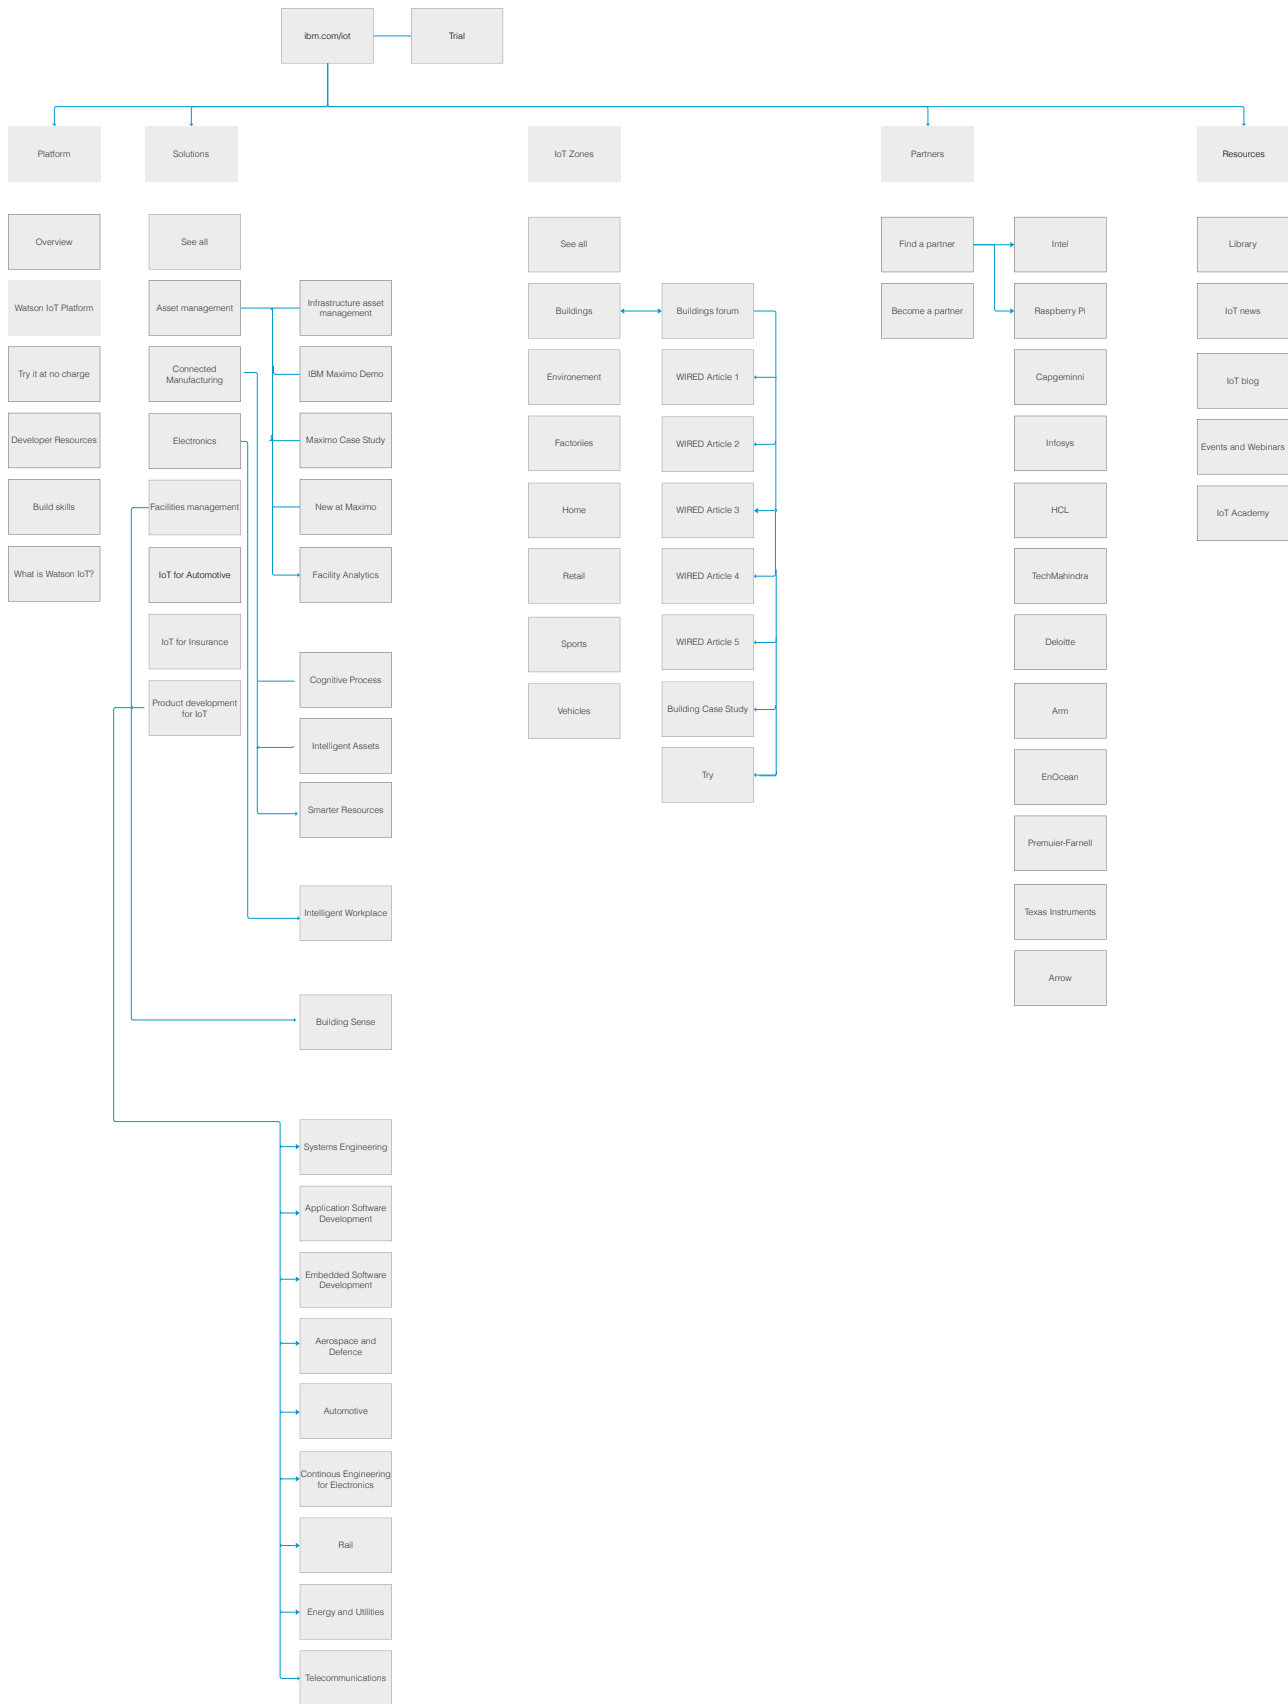 ibm.com/iot
Trial
Platform
Solutions
IoT Zones
Partners
Resources
Overview
Watson IoT Platform
Try it at no charge
Developer Resources
Build skills
What is Watson IoT?
See all
Asset management
Connected
Manufacturing
Electronics
Facilities management
IoT for Automotive
IoT for Insurance
Product development
for IoT
Infrastructure asset
management
IBM Maximo Demo
Maximo Case Study
New at Maximo
Facility Analytics
Cognitive Process
Intelligent Assets
Smarter Resources
Intelligent Workplace
Building Sense
Systems Engineering
Application Software
Development
Embedded Software
Development
Aerospace and
Defence
Automotive
Continous Engineering
for Electronics
Rail
Energy and Utilities
Telecommunications
See all
Buildings
Environement
Factoriies
Home
Retail
Sports
Vehicles
Buildings forum
WIRED Article 1
WIRED Article 2
WIRED Article 3
WIRED Article 4
WIRED Article 5
Building Case Study
Try
Find a partner
Become a partner
Intel
Raspberry Pi
Capgeminni
Infosys
HCL
TechMahindra
Deloitte
Arm
EnOcean
Premuier-Farnell
Texas Instruments
Arrow
Library
IoT news
IoT blog
Events and Webinars
IoT Academy